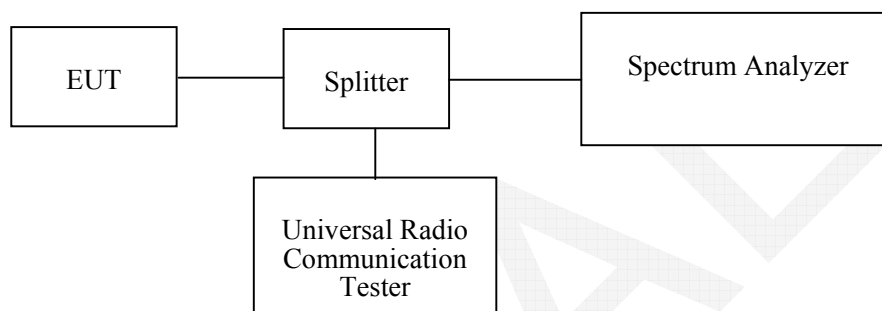 EUT
Splitter
Spectrum Analyzer
Universal Radio
Communication
Tester